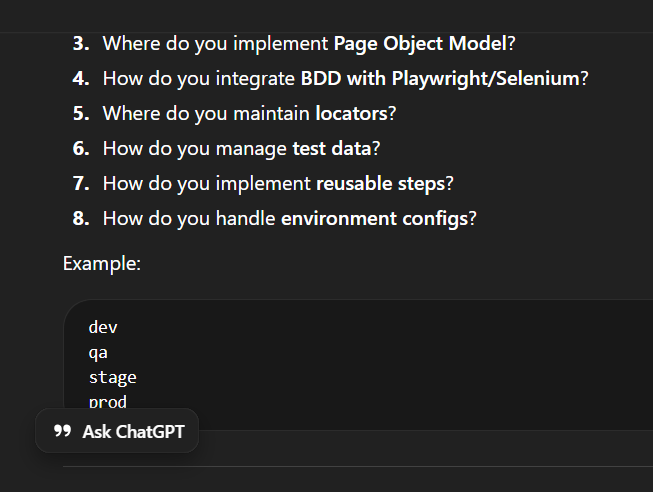 3. Where do you implement Page Object Model?
4. How do you integrate BDD with Playwright/Selenium?
5. Where do you maintain locators?
6. How do you manage test data?
7. How do you implement reusable steps?
8. How do you handle environment configs?
Example:
dev
qa
stage
prod
Ask ChatGPT